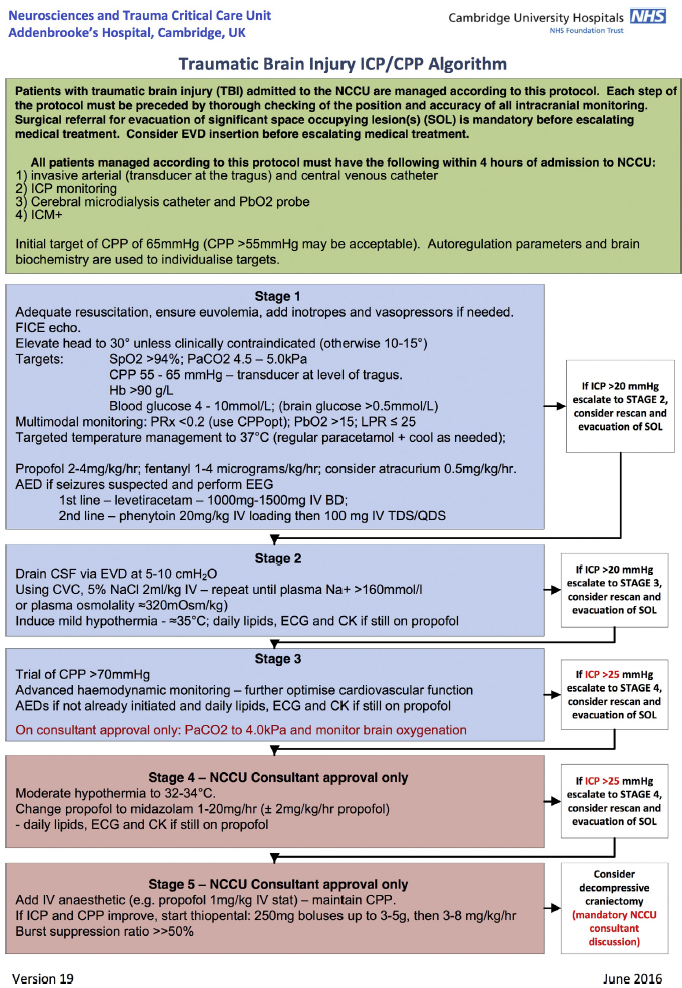 Neurosciences and Trauma Critical Care Unit
Addenbrooke's Hospital, Cambridge, UK
Cambridge University Hospitals NHS
NHS Foundation Trust
Traumatic Brain Injury ICP/CPP Algorithm
Patients with traumatic brain injury (TBI) admitted to the NCCU are managed according to this protocol. Each step of
the protocol must be preceded by thorough checking of the position and accuracy of all intracranial monitoring.
Surgical referral for evacuation of significant space occupying lesion(s) (SOL) is mandatory before escalating
medical treatment. Consider EVD insertion before escalating medical treatment.
All patients managed according to this protocol must have the following within 4 hours of admission to NCCU:
1) invasive arterial (transducer at the tragus) and central venous catheter
2) ICP monitoring
3) Cerebral microdialysis catheter and PbO2 probe
4) ICM+
Initial target of CPP of 65mmHg (CPP >55mmHg may be acceptable). Autoregulation parameters and brain
biochemistry are used to individualise targets.
Stage 1
Adequate resuscitation, ensure euvolemia, add inotropes and vasopressors if needed.
FICE echo.
Elevate head to 30° unless clinically contraindicated (otherwise 10-15°)
Targets: SpO2 >94%; PaCO2 4.5 – 5.0kPa
CPP 55 - 65 mmHg – transducer at level of tragus.
Hb >90 g/L
Blood glucose 4 - 10mmol/L; (brain glucose >0.5mmol/L)
Multimodal monitoring: PRx <0.2 (use CPPopt); PbO2 >15; LPR ≤ 25
Targeted temperature management to 37°C (regular paracetamol + cool as needed);
Propofol 2-4mg/kg/hr; fentanyl 1-4 micrograms/kg/hr; consider atracurium 0.5mg/kg/hr.
AED if seizures suspected and perform EEG
1st line – levetiracetam – 1000mg-1500mg IV BD;
2nd line – phenytoin 20mg/kg IV loading then 100 mg IV TDS/QDS
If ICP >20 mmHg
escalate to STAGE 2,
consider rescan and
evacuation of SOL
Stage 2
Drain CSF via EVD at 5-10 cmH₂O
Using CVC, 5% NaCl 2ml/kg IV – repeat until plasma Na+ >160mmol/l
or plasma osmolality ≈320mOsm/kg)
Induce mild hypothermia - ≈35°C; daily lipids, ECG and CK if still on propofol
If ICP >20 mmHg
escalate to STAGE 3,
consider rescan and
evacuation of SOL
Stage 3
Trial of CPP >70mmHg
Advanced haemodynamic monitoring – further optimise cardiovascular function
AEDs if not already initiated and daily lipids, ECG and CK if still on propofol
On consultant approval only: PaCO2 to 4.0kPa and monitor brain oxygenation
If ICP >25 mmHg
escalate to STAGE 4,
consider rescan and
evacuation of SOL
Stage 4 – NCCU Consultant approval only
Moderate hypothermia to 32-34°C.
Change propofol to midazolam 1-20mg/hr (± 2mg/kg/hr propofol)
- daily lipids, ECG and CK if still on propofol
If ICP >25 mmHg
escalate to STAGE 4,
consider rescan and
evacuation of SOL
Stage 5 – NCCU Consultant approval only
Add IV anaesthetic (e.g. propofol 1mg/kg IV stat) – maintain CPP.
If ICP and CPP improve, start thiopental: 250mg boluses up to 3-5g, then 3-8 mg/kg/hr
Burst suppression ratio >>50%
Consider
decompressive
craniectomy
(mandatory NCCU
consultant
discussion)
Version 19
June 2016